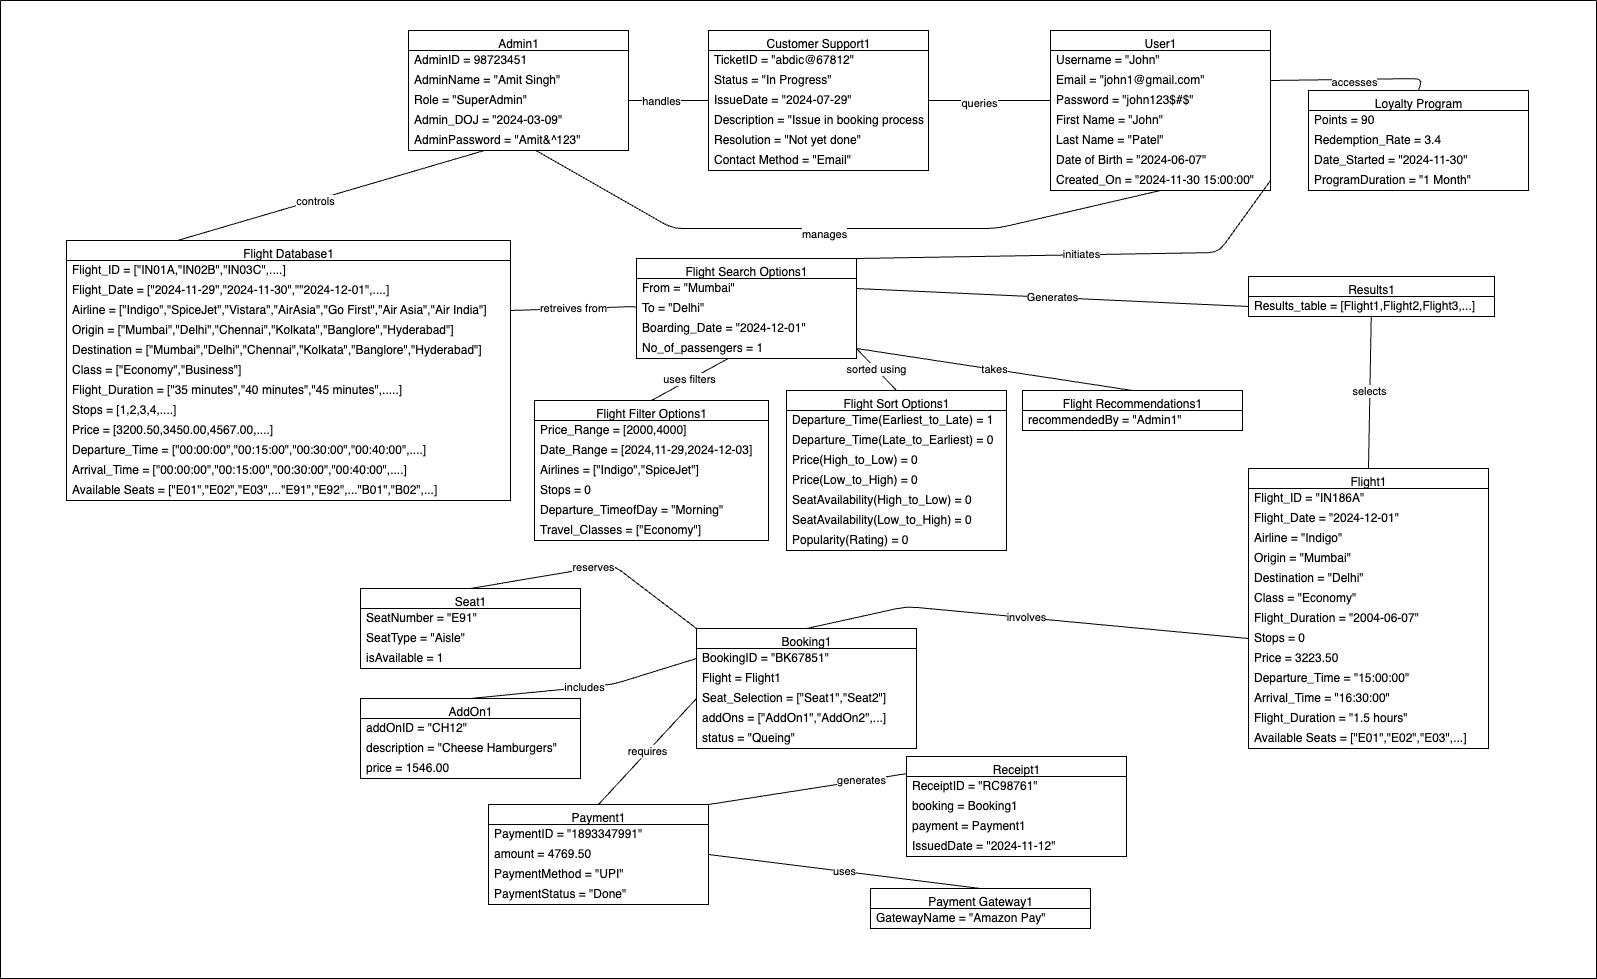 Admin1
AdminID = 98723451
AdminName = "Amit Singh"
Role = "SuperAdmin"
Admin_DOJ = "2024-03-09"
AdminPassword = "Amit&^123"
handles
Customer Support1
TicketID = "abdic@67812"
Status = "In Progress"
IssueDate = "2024-07-29"
Description = "Issue in booking process
Resolution = "Not yet done"
Contact Method = "Email"
queries
User1
Username = "John"
Email = "john1@gmail.com"
Password = "john123$#$"
First Name = "John"
Last Name = "Patel"
Date of Birth = "2024-06-07"
Created_On = "2024-11-30 15:00:00"
accesses
Loyalty Program
Points = 90
Redemption_Rate = 3.4
Date_Started = "2024-11-30"
ProgramDuration = "1 Month"
controls
manages
initiates
Flight Database1
Flight_ID = ["IN01A,"IN02B","IN03C",....]
Flight_Date = ["2024-11-29","2024-11-30",""2024-12-01",....]
Airline = ["Indigo","SpiceJet","Vistara","AirAsia","Go First","Air Asia","Air India"]
Origin = ["Mumbai","Delhi","Chennai","Kolkata","Banglore","Hyderabad"]
Destination = ["Mumbai","Delhi","Chennai","Kolkata","Banglore","Hyderabad"]
Class = ["Economy","Business"]
Flight_Duration = ["35 minutes","40 minutes","45 minutes",.....]
Stops = [1,2,3,4,....]
Price = [3200.50,3450.00,4567.00,....]
Departure_Time = ["00:00:00","00:15:00","00:30:00","00:40:00",....]
Arrival_Time = ["00:00:00","00:15:00","00:30:00","00:40:00",....]
Available Seats = ["E01","E02","E03",..."E91","E92",..."B01","B02",...]
retreives from
Flight Search Options1
From = "Mumbai"
To = "Delhi"
Boarding_Date = "2024-12-01"
No_of_passengers = 1
Generates
Results1
Results_table = [Flight1,Flight2,Flight3,...]
uses filters
sorted using
takes
selects
Flight Filter Options1
Price_Range = [2000,4000]
Date_Range = [2024,11-29,2024-12-03]
Airlines = ["Indigo","SpiceJet"]
Stops = 0
Departure_TimeofDay = "Morning"
Travel_Classes = ["Economy"]
Flight Sort Options1
Departure_Time(Earliest_to_Late) = 1
Departure_Time(Late_to_Earliest) = 0
Price(High_to_Low) = 0
Price(Low_to_High) = 0
SeatAvailability(High_to_Low) = 0
SeatAvailability(Low_to_High) = 0
Popularity(Rating) = 0
Flight Recommendations1
recommendedBy = "Admin1"
Flight1
Flight_ID = "IN186A"
Flight_Date = "2024-12-01"
Airline = "Indigo"
Origin = "Mumbai"
Destination = "Delhi"
Class = "Economy"
Flight_Duration = "2004-06-07"
Stops = 0
Price = 3223.50
Departure_Time = "15:00:00"
Arrival_Time = "16:30:00"
Flight_Duration = "1.5 hours"
Available Seats = ["E01","E02","E03",...]
reserves
involves
Seat1
SeatNumber = "E91"
SeatType = "Aisle"
isAvailable = 1
Booking1
BookingID = "BK67851"
Flight = Flight1
Seat_Selection = ["Seat1","Seat2"]
addOns = ["AddOn1","AddOn2",...]
status = "Queing"
includes
AddOn1
addOnID = "CH12"
description = "Cheese Hamburgers"
price = 1546.00
requires
generates
Receipt1
ReceiptID = "RC98761"
booking = Booking1
payment = Payment1
IssuedDate = "2024-11-12"
Payment1
PaymentID = "1893347991"
amount = 4769.50
PaymentMethod = "UPI"
PaymentStatus = "Done"
uses
Payment Gateway1
GatewayName = "Amazon Pay"